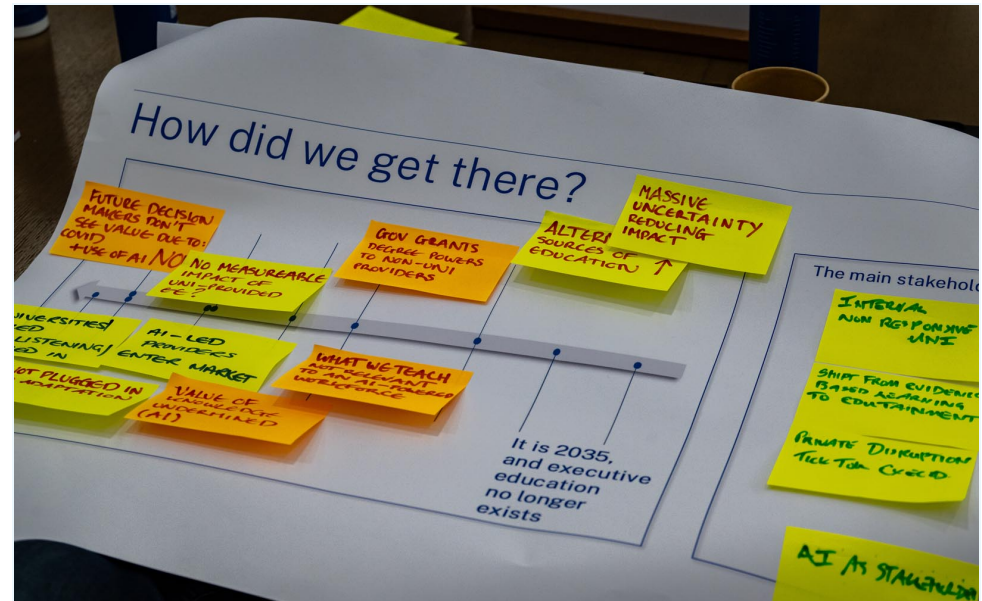 How did we get there?
FUTURE DECISION
MAKERS DON'T
SEE VALUE DUE TO:
COVID
+ USE OF AI NO
NO MEASUREABLE
IMPACT OF
UNI-PROVIDED
EE?
GOV GRANTS
DEGREE POWERS
TO NON-UNI
PROVIDERS
SOURCES OF
EDUCATION ↑
MASSIVE
UNCERTAINTY
REDUCING
IMPACT
LISTENING/
IN
PLUGGED IN
ADAPTATION
AI-LED
PROVIDERS
ENTER MARKET
VALUE OF
KNOWLEDGE
UNDERMINED
(AI)
WHAT WE TEACH
NOT RELEVANT
TO AN AI-POWERED
WORKFORCE
It is 2035,
and executive
education
no longer
exists
The main
INTERNAL
NON RESPONSIVE
UNI
SHIFT FROM EVIDENCE
BASED LEARNING
TO EDUTAINMENT
PRIVATE DISRUPTION
TICK TOK
AI AS STAKEHOLDER